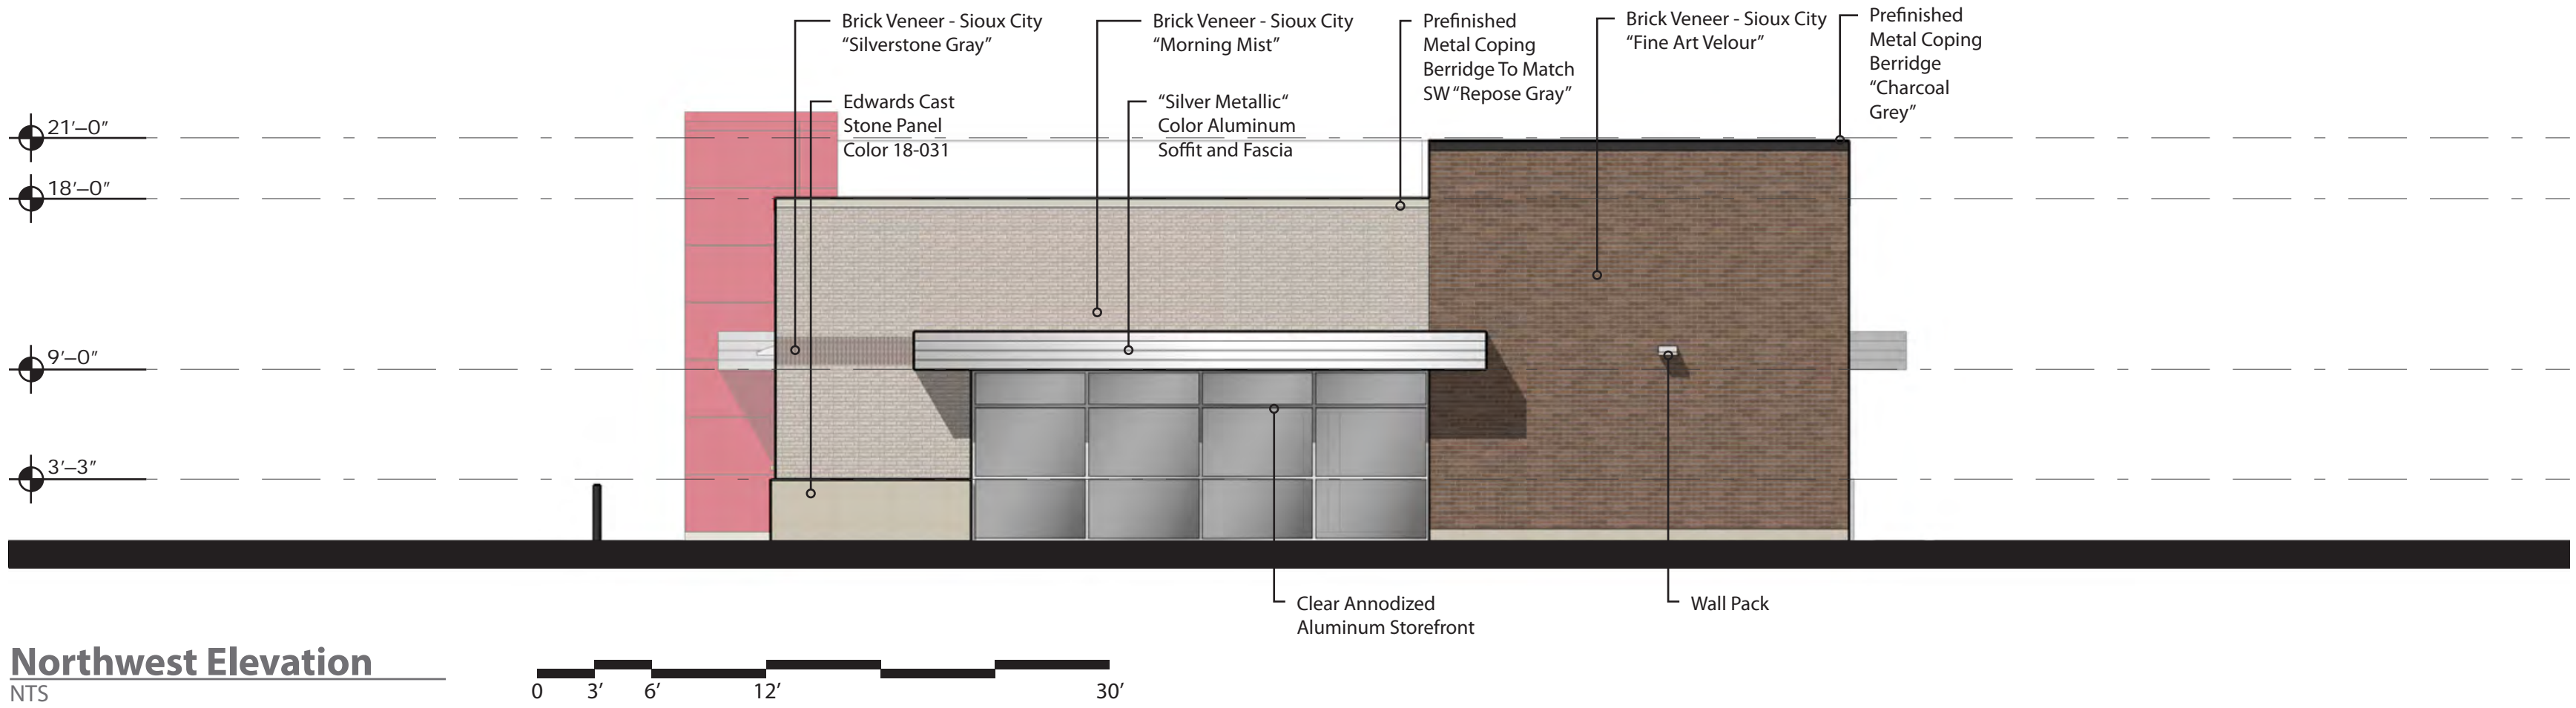 Brick Veneer - Sioux City
“Silverstone Gray”
Edwards Cast
Stone Panel
Color 18-031
Brick Veneer - Sioux City
“Morning Mist”
“Silver Metallic“
Color Aluminum
Soffit and Fascia
Prefinished
Metal Coping
Berridge To Match
SW “Repose Gray”
Brick Veneer - Sioux City
“Fine Art Velour”
Prefinished
Metal Coping
Berridge
“Charcoal
Grey”
21’–0”
18’–0”
9’–0”
3’–3”
Clear Annodized
Aluminum Storefront
Wall Pack
Northwest Elevation
NTS
0 3’ 6’ 12’ 30’